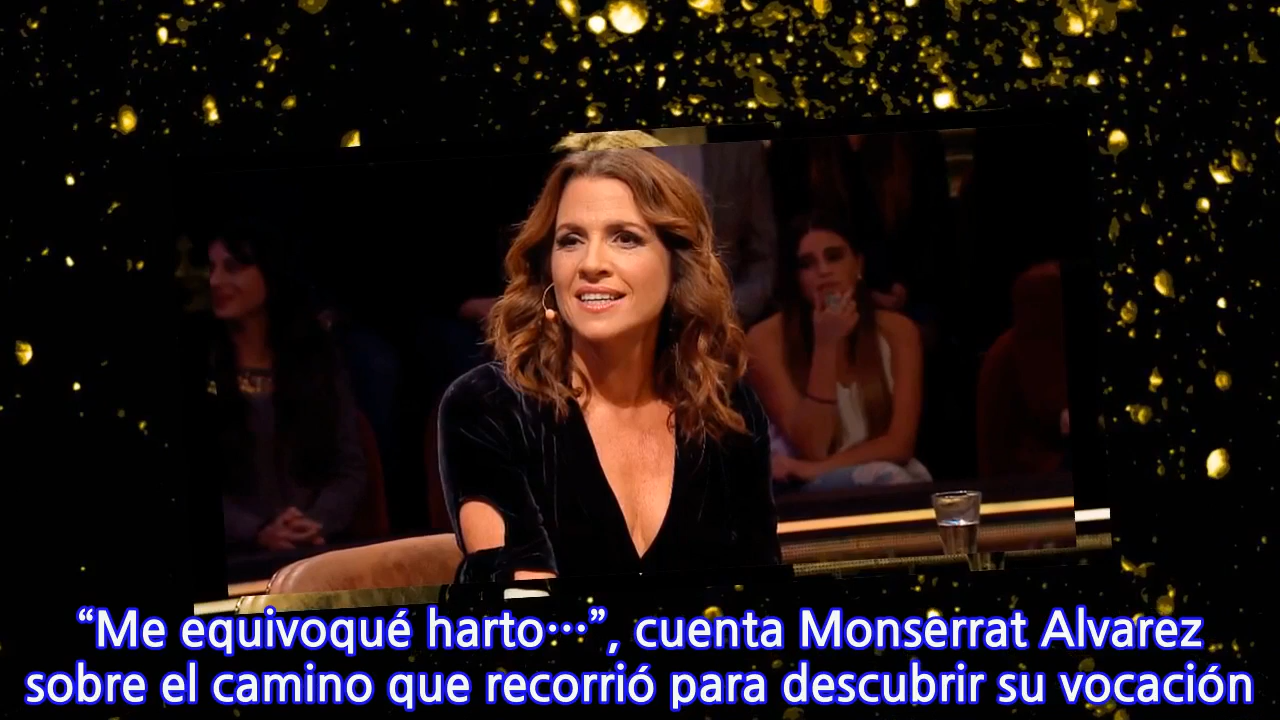 “Me equivoqué harto…”, cuenta Monserrat Alvarez
sobre el camino que recorrió para descubrir su vocación